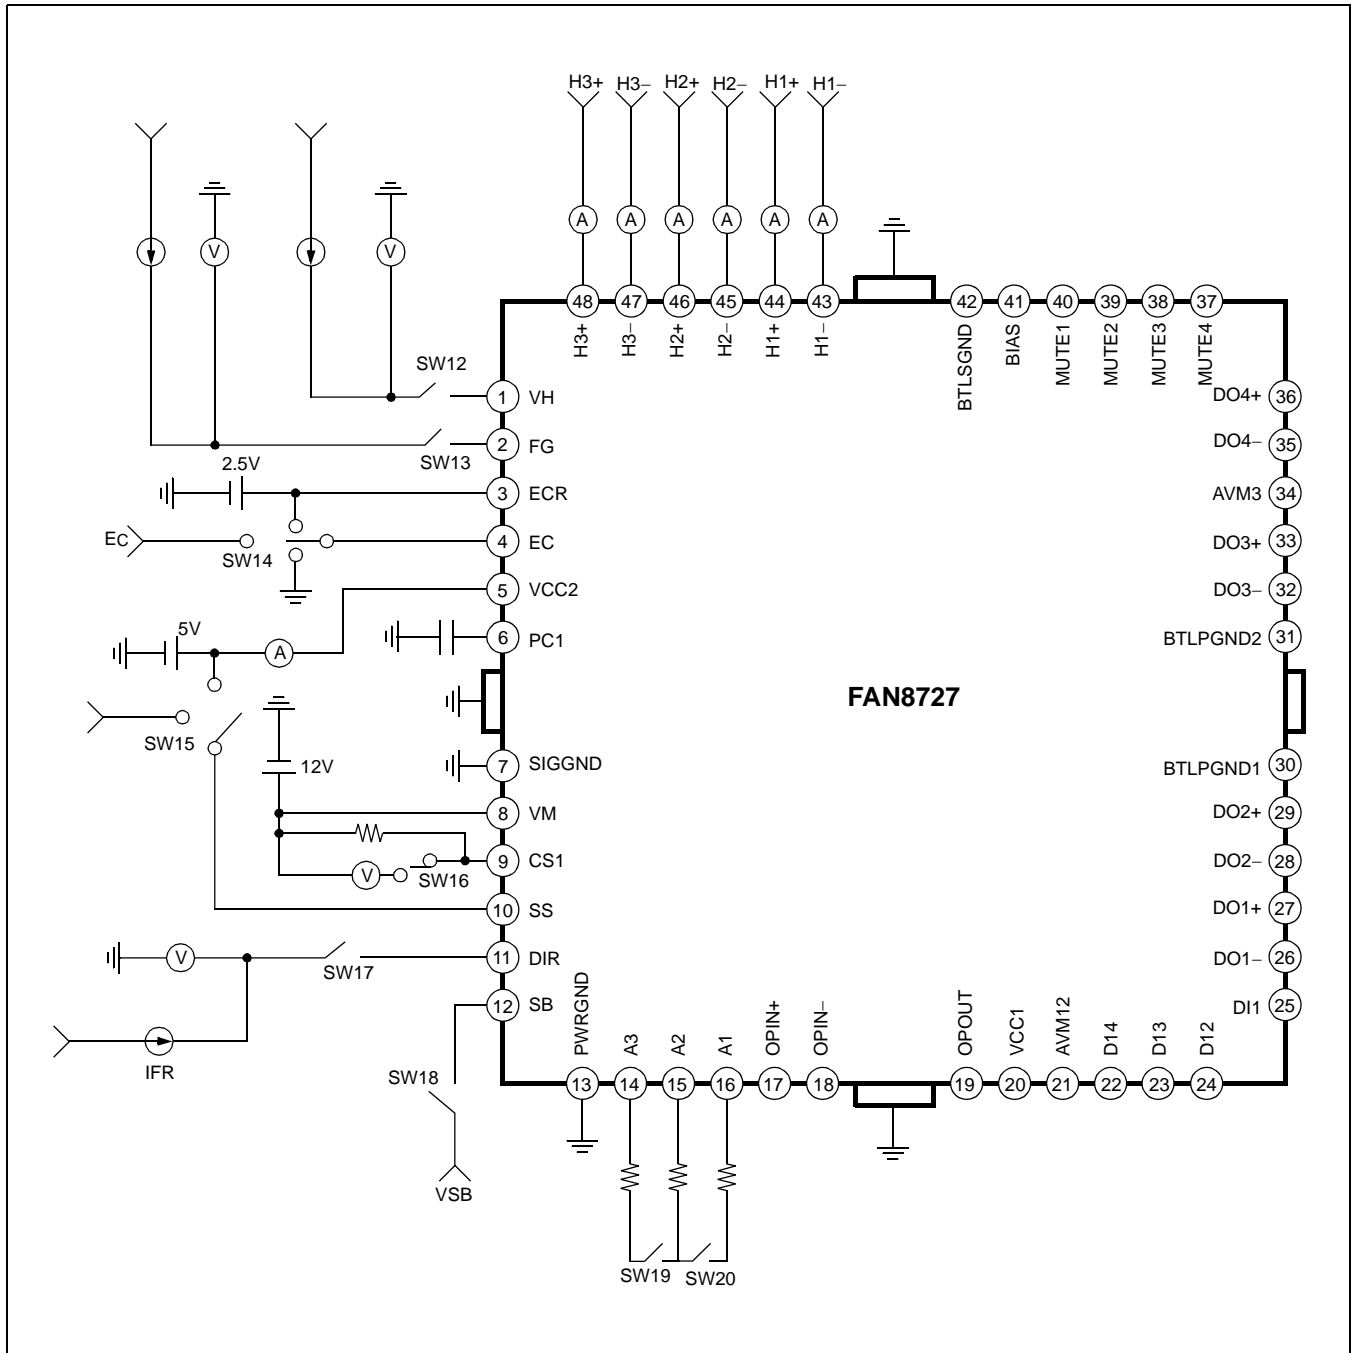 H3+ H3– H2+ H2– H1+ H1–
A A A A A A
V V
48 47 46 45 44 43 42 41 40 39 38 37
H3+ H3– H2+ H2– H1+ H1– BTLSGND BIAS MUTE1 MUTE2 MUTE3 MUTE4
SW12
1 VH
2 FG
SW13
2.5V
3 ECR
EC
SW14
4 EC
5 VCC2
5V
A
6 PC1
SW15
12V
7 SIGGND
8 VM
9 CS1
V
SW16
10 SS
V
SW17
11 DIR
12 SB
IFR
SW18
VSB
FAN8727
DO4+ 36
DO4– 35
AVM3 34
DO3+ 33
DO3– 32
BTLPGND2 31
BTLPGND1 30
DO2+ 29
DO2– 28
DO1+ 27
DO1– 26
DI1 25
PWRGND A3 A2 A1 OPIN+ OPIN– OPOUT VCC1 AVM12 D14 D13 D12
13 14 15 16 17 18 19 20 21 22 23 24
SW19 SW20